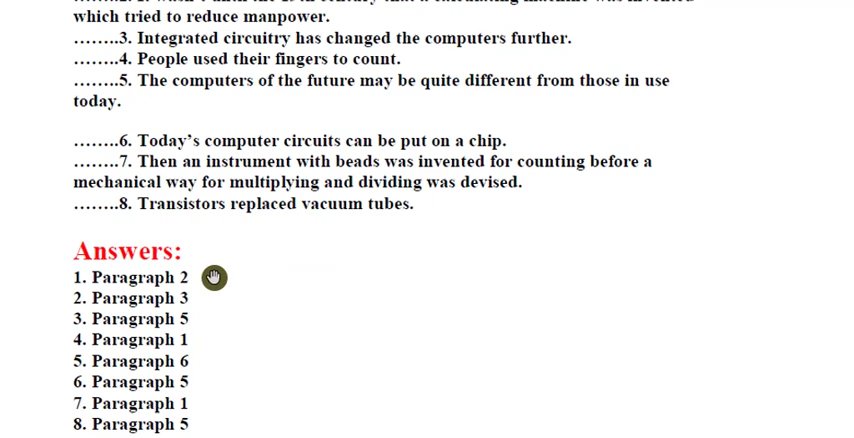 which tried to reduce manpower.
……..3. Integrated circuitry has changed the computers further.
……..4. People used their fingers to count.
……..5. The computers of the future may be quite different from those in use
today.
……..6. Today’s computer circuits can be put on a chip.
……..7. Then an instrument with beads was invented for counting before a
mechanical way for multiplying and dividing was devised.
……..8. Transistors replaced vacuum tubes.
Answers:
1. Paragraph 2
2. Paragraph 3
3. Paragraph 5
4. Paragraph 1
5. Paragraph 6
6. Paragraph 5
7. Paragraph 1
8. Paragraph 5